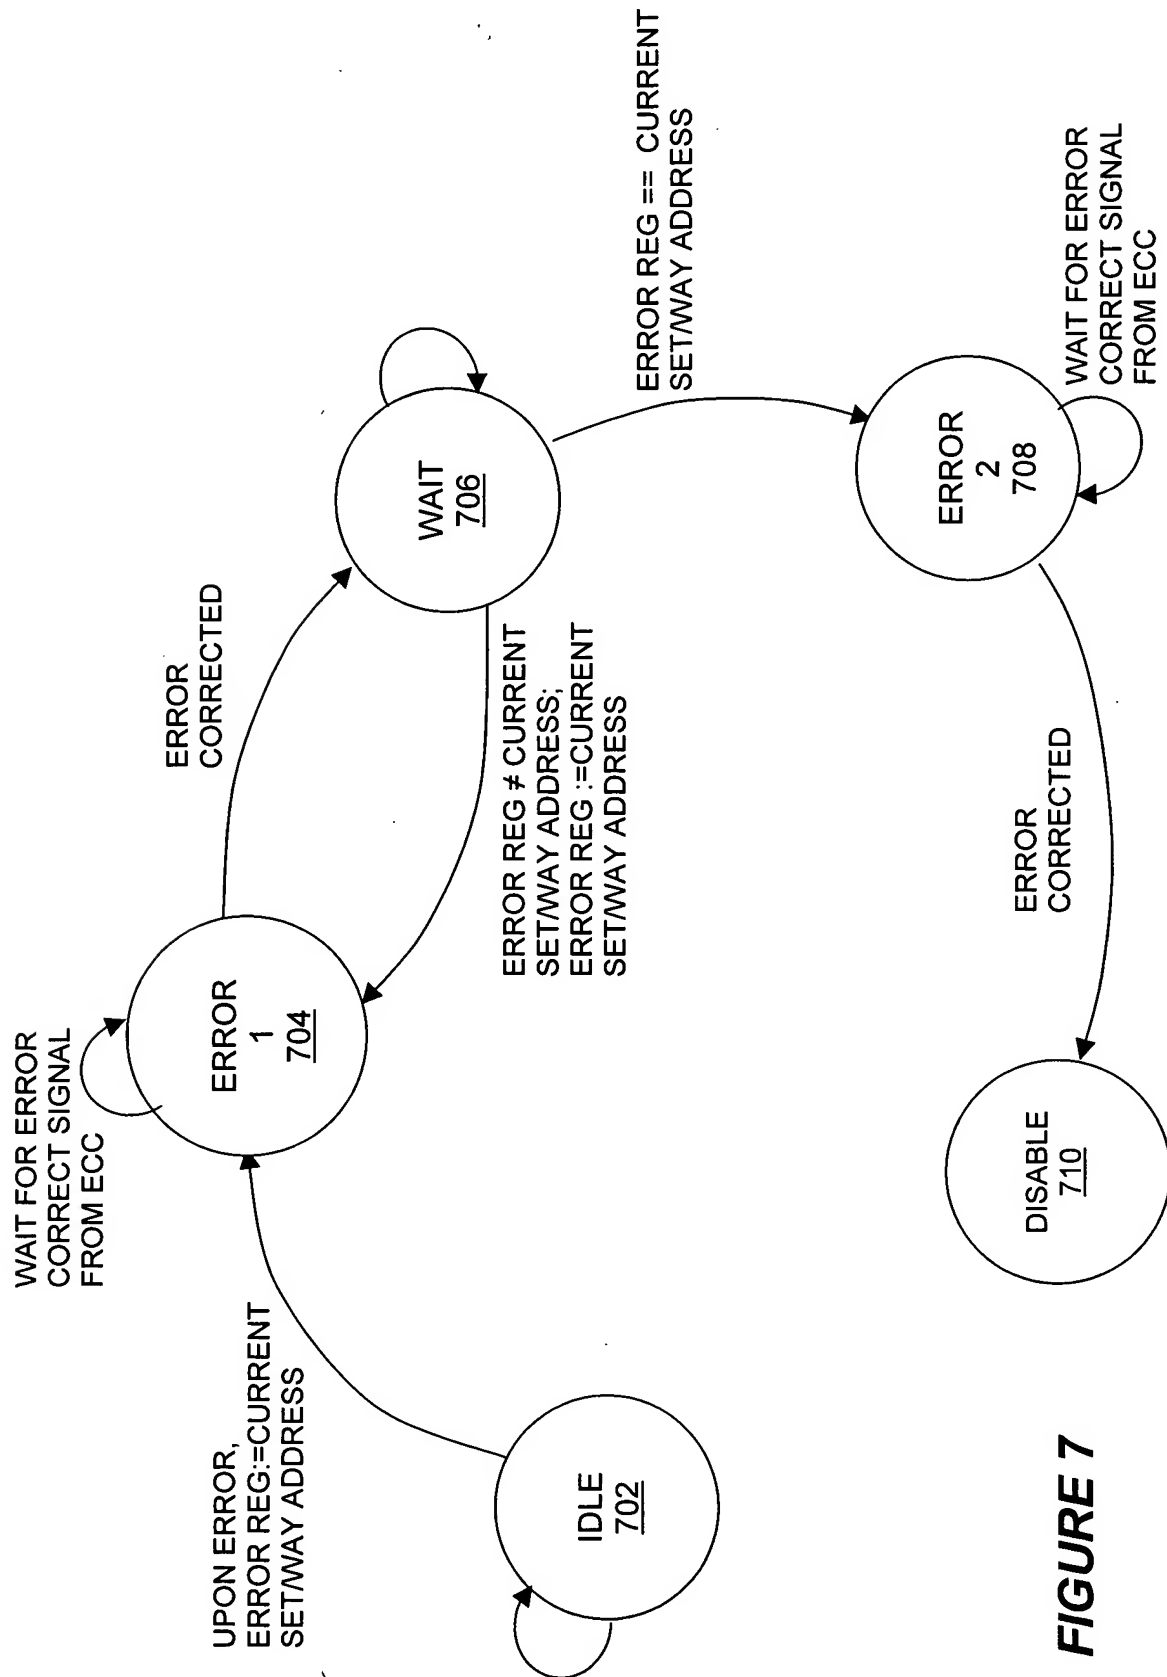 WAIT FOR ERROR
CORRECT SIGNAL
FROM ECC
ERROR
CORRECTED
UPON ERROR,
ERROR REG:=CURRENT
SET/WAY ADDRESS
ERROR
1
704
WAIT
706
ERROR REG ≠ CURRENT
SET/WAY ADDRESS;
ERROR REG :=CURRENT
SET/WAY ADDRESS
ERROR REG == CURRENT
SET/WAY ADDRESS
IDLE
702
ERROR
2
708
WAIT FOR ERROR
CORRECT SIGNAL
FROM ECC
ERROR
CORRECTED
DISABLE
710
FIGURE 7